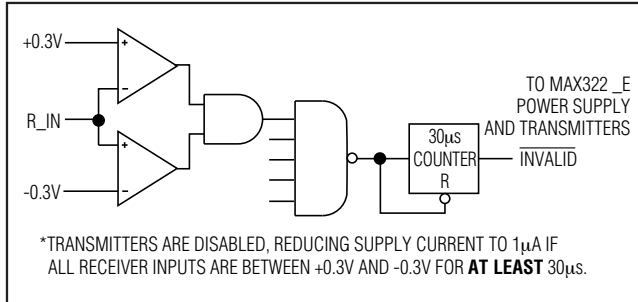 +0.3V
R_IN
-0.3V
TO MAX322 _E
POWER SUPPLY
AND TRANSMITTERS
30µs
COUNTER
R
INVALID
*TRANSMITTERS ARE DISABLED, REDUCING SUPPLY CURRENT TO 1µA IF
ALL RECEIVER INPUTS ARE BETWEEN +0.3V AND -0.3V FOR AT LEAST 30µs.